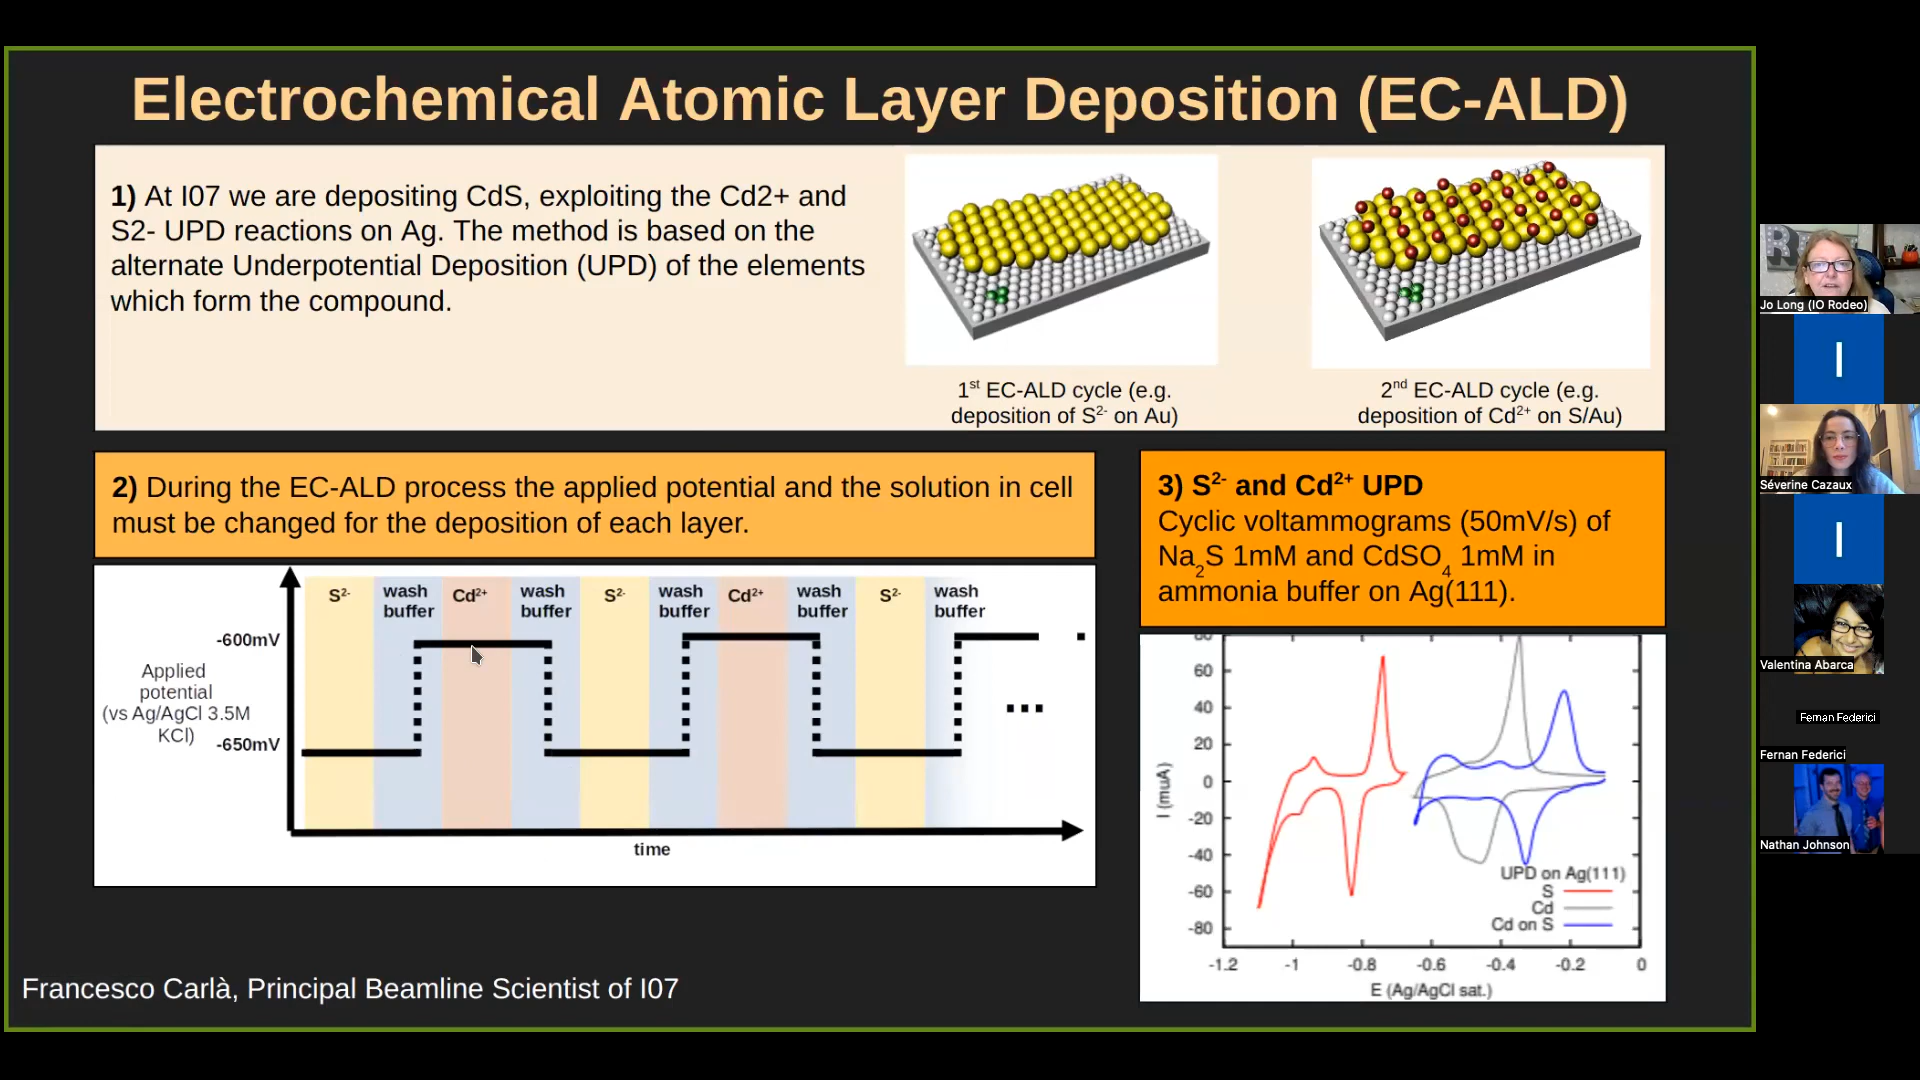 Electrochemical Atomic Layer Deposition (EC-ALD)
1) At I07 we are depositing CdS, exploiting the Cd2+ and
S2- UPD reactions on Ag. The method is based on the
alternate Underpotential Deposition (UPD) of the elements
which form the compound.
1st EC-ALD cycle (e.g.
deposition of S2- on Au)
2nd EC-ALD cycle (e.g.
deposition of Cd2+ on S/Au)
2) During the EC-ALD process the applied potential and the solution in cell
must be changed for the deposition of each layer.
S2-
wash
buffer
Cd2+
wash
buffer
S2-
wash
buffer
Cd2+
wash
buffer
S2-
wash
buffer
-600mV
Applied
potential
(vs Ag/AgCl 3.5M
KCl)
-650mV
...
time
3) S2- and Cd2+ UPD
Cyclic voltammograms (50mV/s) of
Na2S 1mM and CdSO4 1mM in
ammonia buffer on Ag(111).
60
40
20
0
-20
-40
-60
-80
I (muA)
UPD on Ag(111)
S
Cd
Cd on S
-1.2 -1 -0.8 -0.6 -0.4 -0.2 0
E (Ag/AgCl sat.)
Francesco Carlà, Principal Beamline Scientist of I07
R
Jo Long (IO Rodeo)
I
Séverine Cazaux
I
Valentina Abarca
Fernan Federici
Fernan Federici
Nathan Johnson